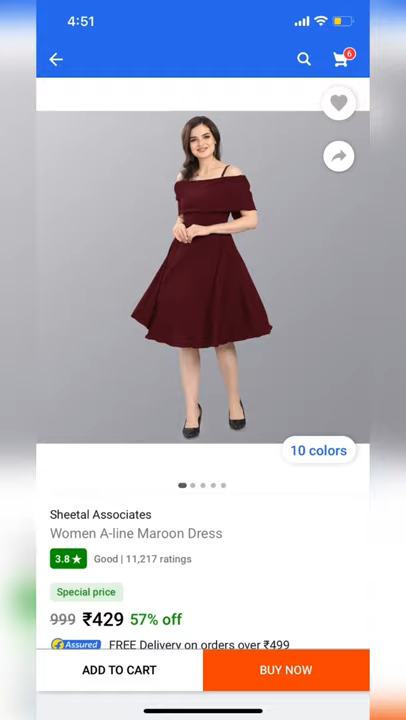 4:51
6
10 colors
Sheetal Associates
Women A-line Maroon Dress
3.8★ Good | 11,217 ratings
Special price
999 ₹429 57% off
Assured FREE Delivery on orders over ₹499
ADD TO CART BUY NOW